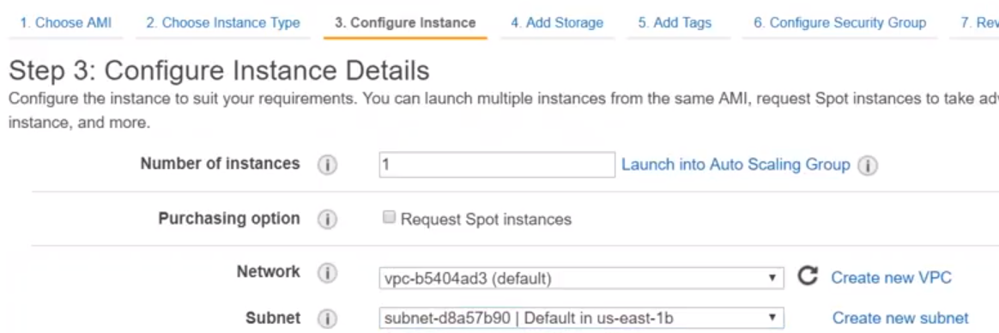 1. Choose AMI 2. Choose Instance Type 3. Configure Instance 4. Add Storage 5. Add Tags 6. Configure Security Group 7.
Step 3: Configure Instance Details
Configure the instance to suit your requirements. You can launch multiple instances from the same AMI, request Spot instances to take
instance, and more.
Number of instances i 1 Launch into Auto Scaling Group i
Purchasing option i Request Spot instances
Network i vpc-b5404ad3 (default) Create new VPC
Subnet i subnet-d8a57b90 | Default in us-east-1b Create new subnet